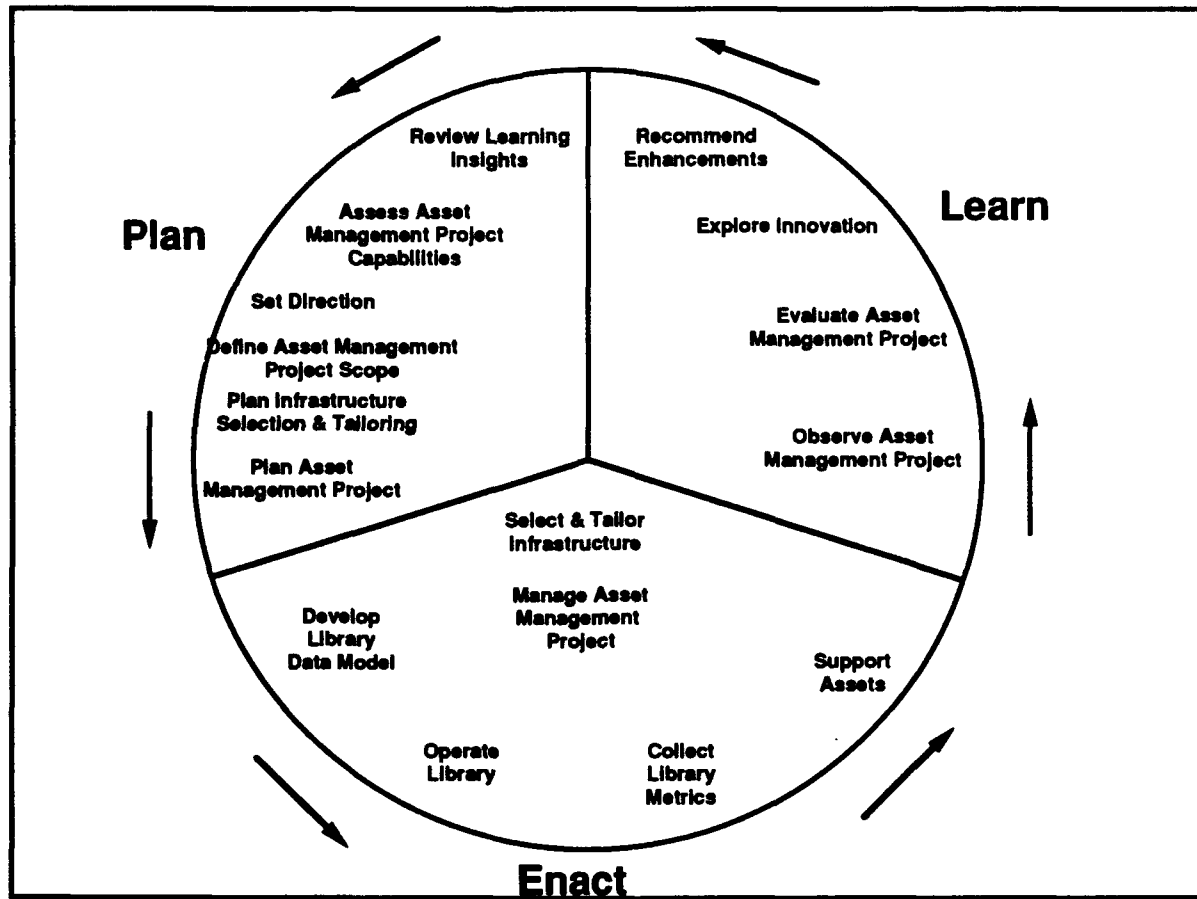 Plan
Review Learning
Insights
Assess Asset
Management Project
Capabilities
Set Direction
Define Asset Management
Project Scope
Plan Infrastructure
Selection & Tailoring
Plan Asset
Management Project
Learn
Recommend
Enhancements
Explore Innovation
Evaluate Asset
Management Project
Observe Asset
Management Project
Select & Tailor
Infrastructure
Manage Asset
Management
Project
Develop
Library
Data Model
Operate
Library
Collect
Library
Metrics
Support
Assets
Enact